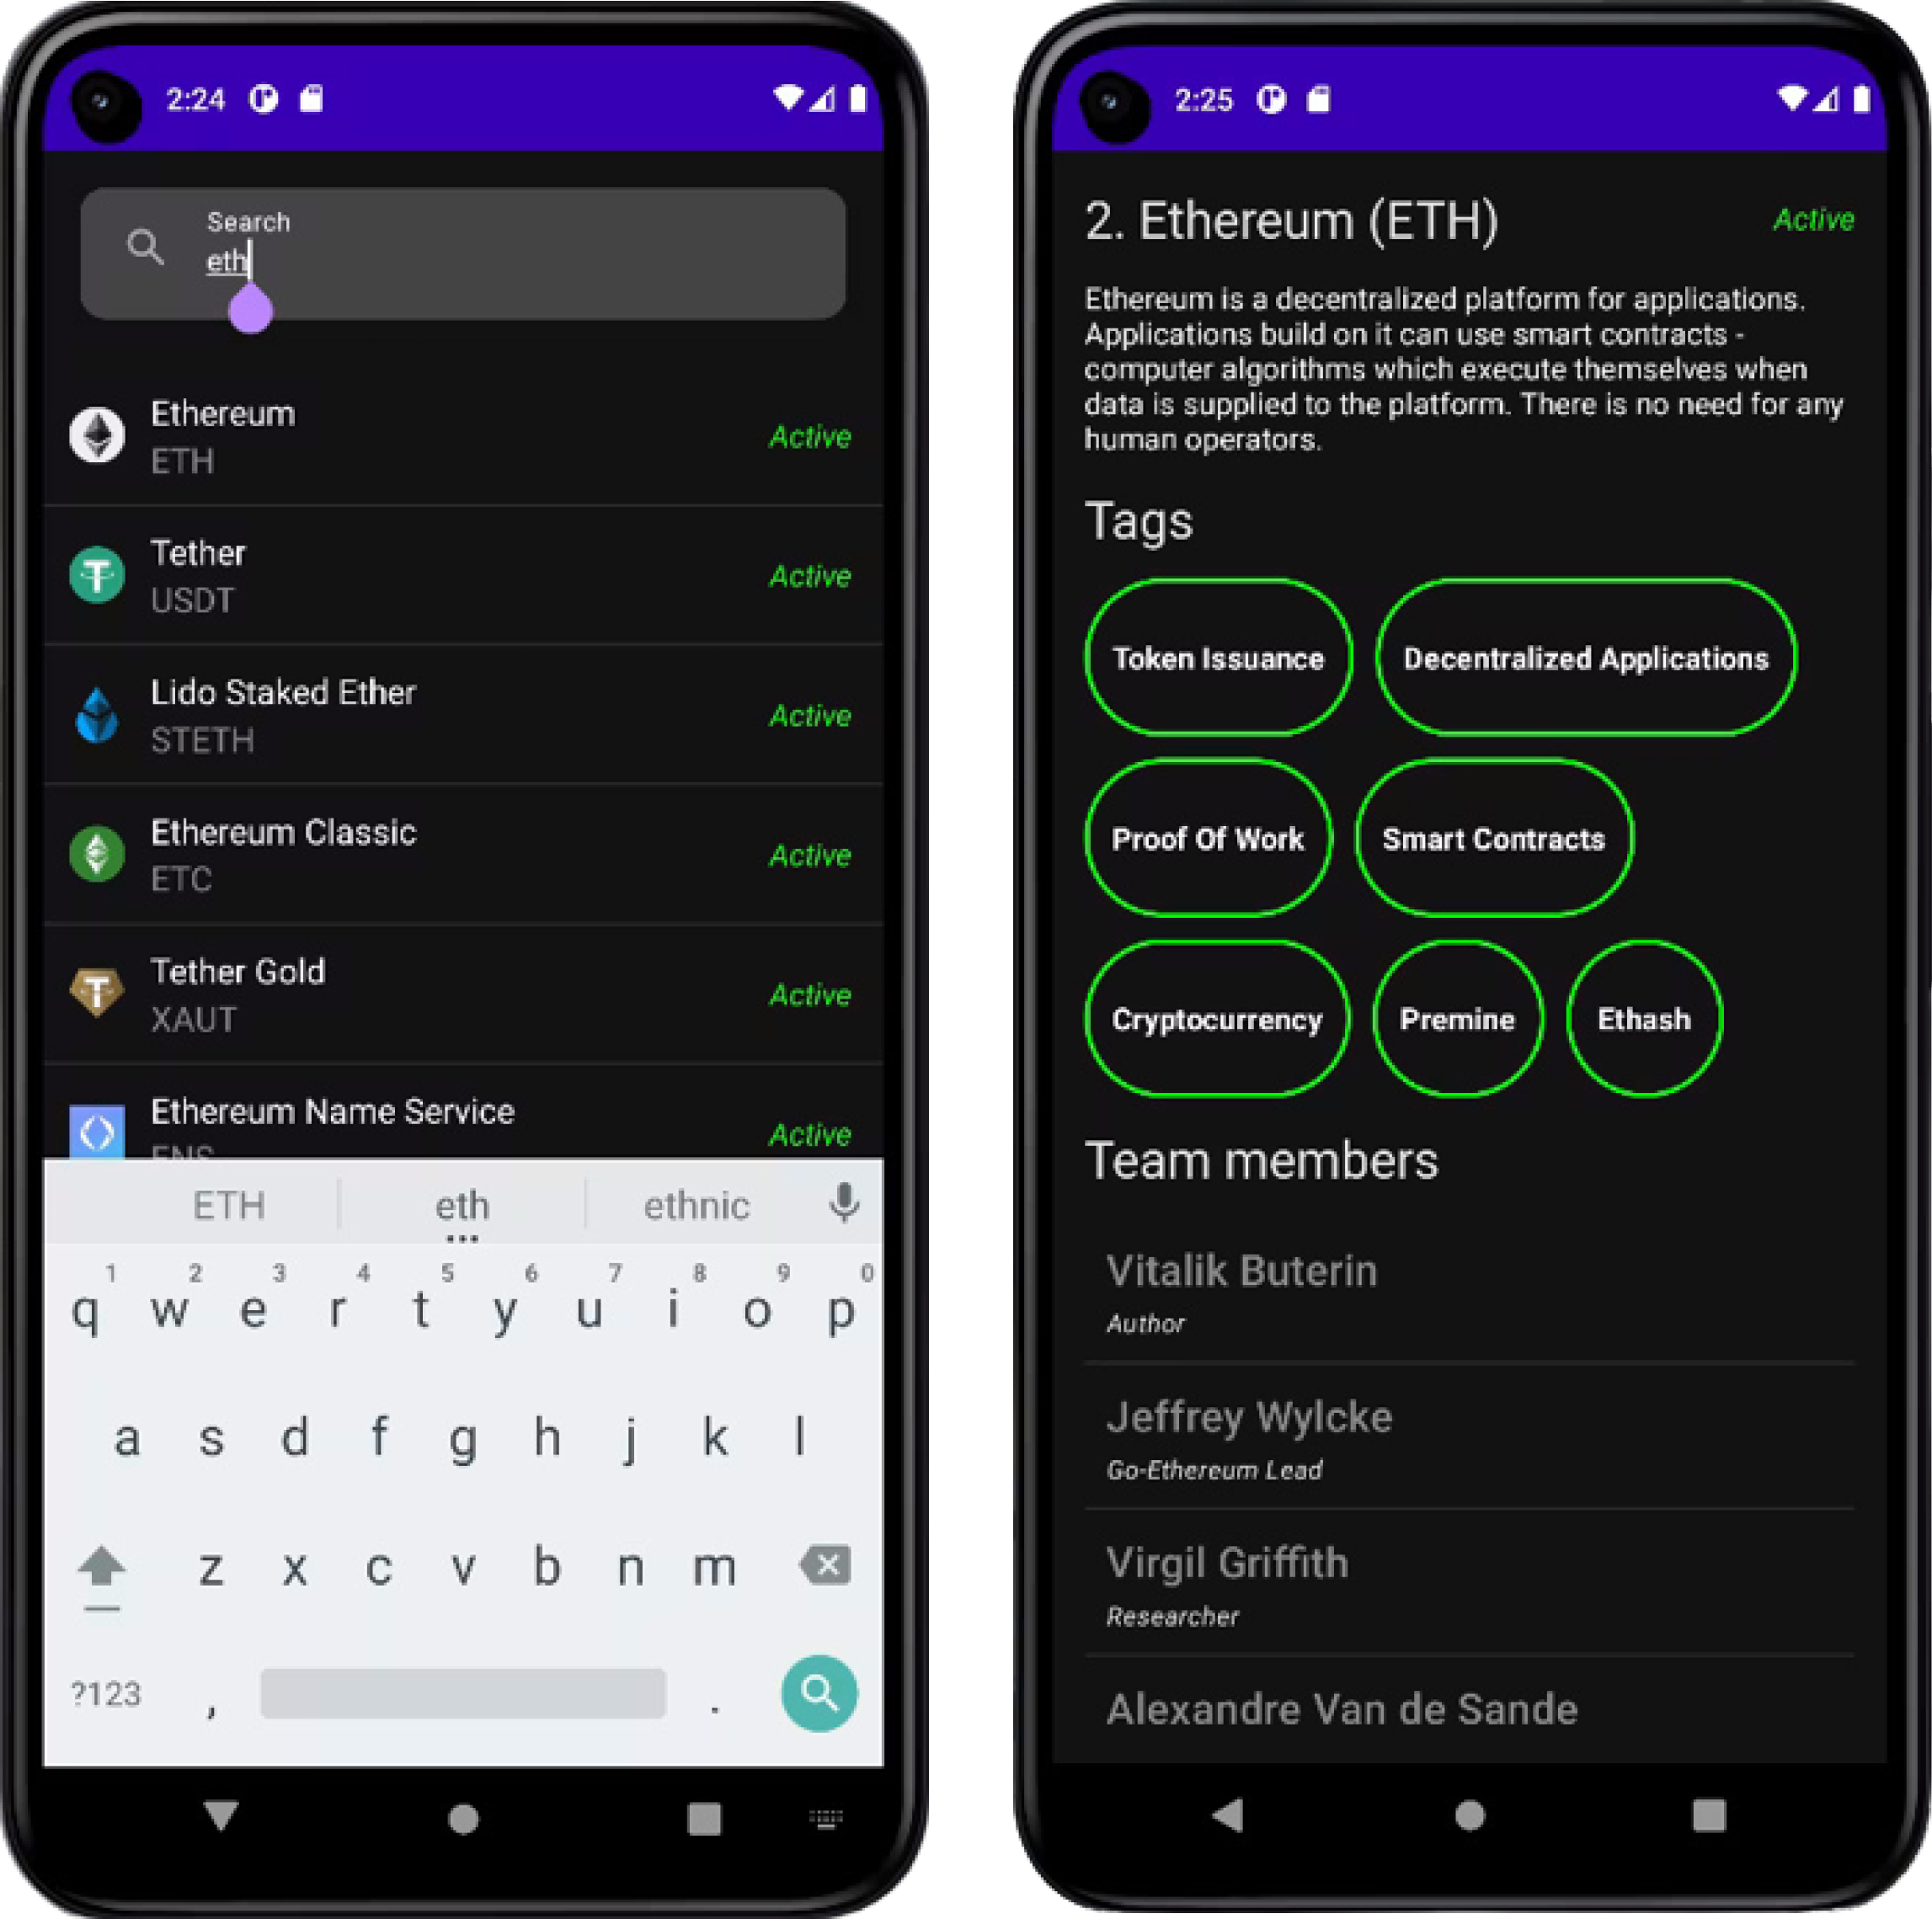 2:24
Search
eth
Ethereum
ETH
Active
Tether
USDT
Active
Lido Staked Ether
STETH
Active
Ethereum Classic
ETC
Active
Tether Gold
XAUT
Active
Ethereum Name Service
ENS
Active
ETH eth ethnic
1 2 3 4 5 6 7 8 9 0
q w e r t y u i o p
a s d f g h j k l
z x c v b n m
?123 , .
2:25
2. Ethereum (ETH)
Active
Ethereum is a decentralized platform for applications.
Applications build on it can use smart contracts -
computer algorithms which execute themselves when
data is supplied to the platform. There is no need for any
human operators.
Tags
Token Issuance
Decentralized Applications
Proof Of Work
Smart Contracts
Cryptocurrency
Premine
Ethash
Team members
Vitalik Buterin
Author
Jeffrey Wylcke
Go-Ethereum Lead
Virgil Griffith
Researcher
Alexandre Van de Sande